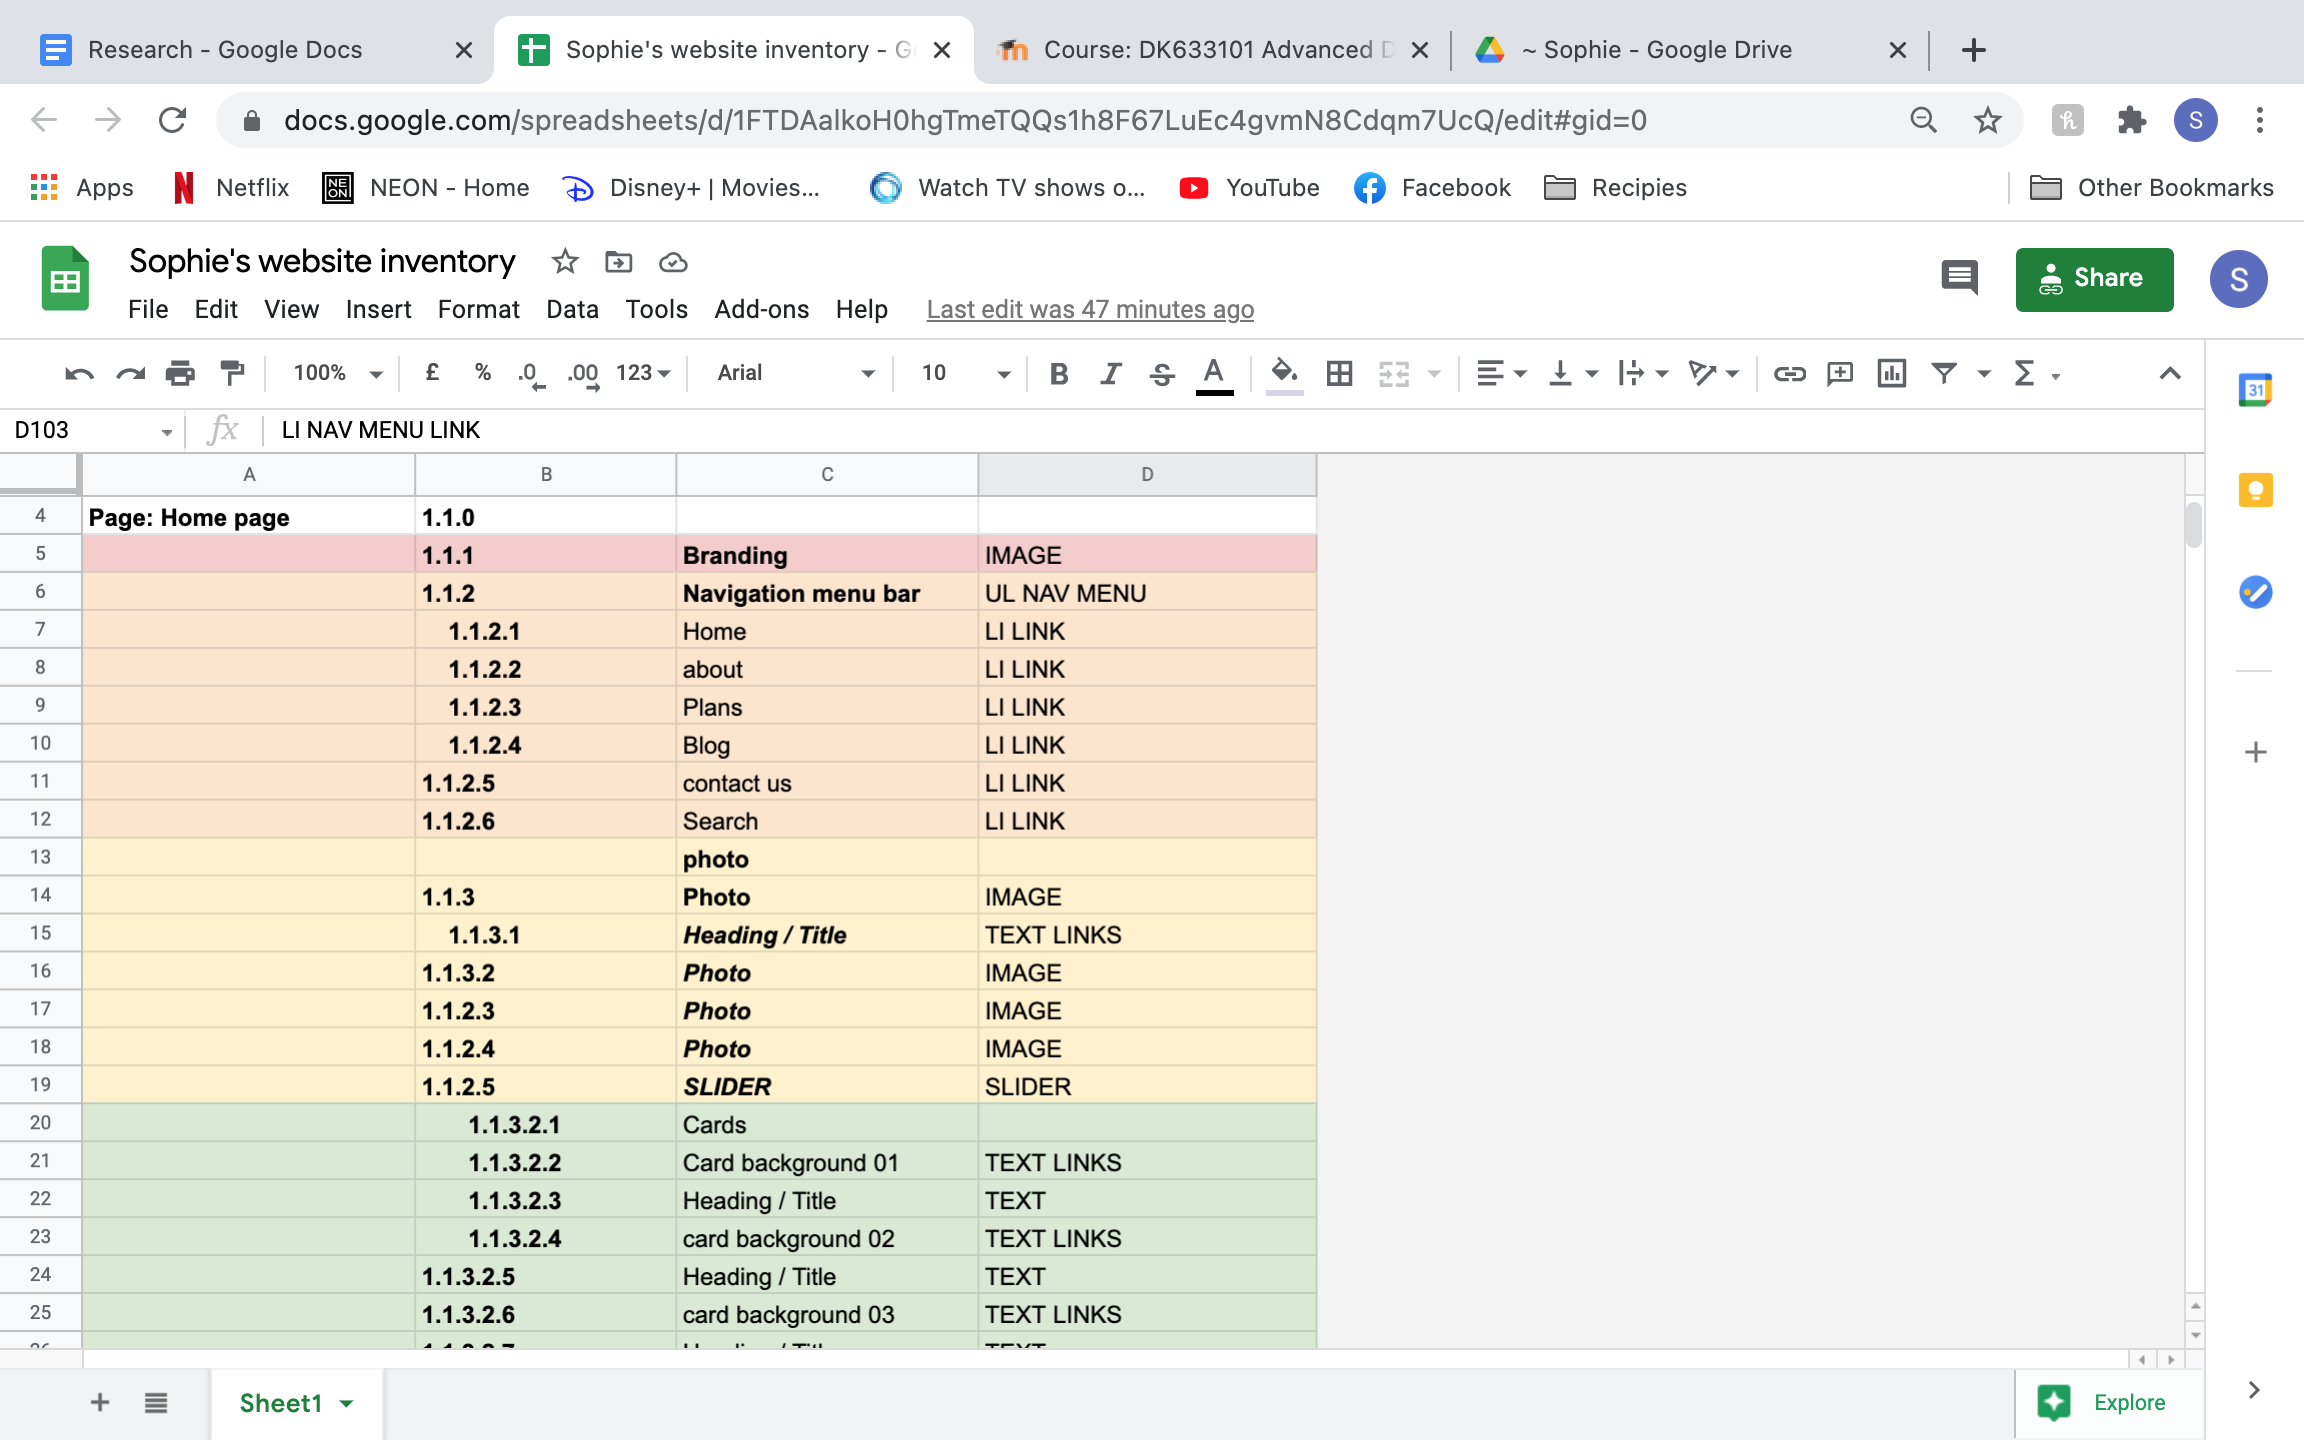 Research - Google Docs
Sophie's website inventory - G
Course: DK633101 Advanced D
~ Sophie - Google Drive
docs.google.com/spreadsheets/d/1FTDAalkoH0hgTmeTQQs1h8F67LuEc4gvmN8Cdqm7UcQ/edit#gid=0
S
Apps
Netflix
NEON - Home
Disney+ | Movies...
Watch TV shows o...
YouTube
Facebook
Recipies
Other Bookmarks
Sophie's website inventory
Share
S
File Edit View Insert Format Data Tools Add-ons Help Last edit was 47 minutes ago
100% £ % .0 .00 123 Arial 10 B I S A Σ
31
D103 fx LI NAV MENU LINK
A B C D
4 Page: Home page 1.1.0
5 1.1.1 Branding IMAGE
6 1.1.2 Navigation menu bar UL NAV MENU
7 1.1.2.1 Home LI LINK
8 1.1.2.2 about LI LINK
9 1.1.2.3 Plans LI LINK
10 1.1.2.4 Blog LI LINK
11 1.1.2.5 contact us LI LINK
12 1.1.2.6 Search LI LINK
13 photo
14 1.1.3 Photo IMAGE
15 1.1.3.1 Heading / Title TEXT LINKS
16 1.1.3.2 Photo IMAGE
17 1.1.2.3 Photo IMAGE
18 1.1.2.4 Photo IMAGE
19 1.1.2.5 SLIDER SLIDER
20 1.1.3.2.1 Cards
21 1.1.3.2.2 Card background 01 TEXT LINKS
22 1.1.3.2.3 Heading / Title TEXT
23 1.1.3.2.4 card background 02 TEXT LINKS
24 1.1.3.2.5 Heading / Title TEXT
25 1.1.3.2.6 card background 03 TEXT LINKS
Sheet1
Explore